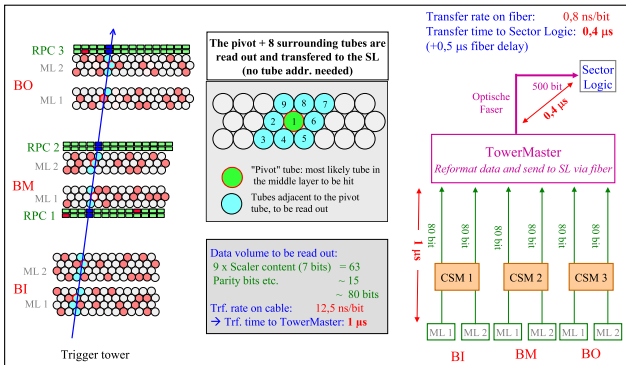 RPC 3
ML 2
BO
ML 1
RPC 2
ML 2
BM
ML 1
RPC 1
ML 2
BI
ML 1
Trigger tower
The pivot + 8 surrounding tubes are
read out and transfered to the SL
(no tube addr. needed)
9 8 7
2 1 6
3 4 5
"Pivot" tube: most likely tube in
the middle layer to be hit
Tubes adjacent to the pivot
tube, to be read out
Data volume to be read out:
9 x Scaler content (7 bits) = 63
Parity bits etc. ~ 15
~ 80 bits
Trf. rate on cable: 12,5 ns/bit
→ Trf. time to TowerMaster: 1 µs
Transfer rate on fiber: 0,8 ns/bit
Transfer time to Sector Logic: 0,4 µs
(+0,5 µs fiber delay)
Sector
Logic
500 bit
Optische
Faser
0,4 µs
TowerMaster
Reformat data and send to SL via fiber
1 µs
80 bit 80 bit 80 bit 80 bit 80 bit 80 bit
CSM 1 CSM 2 CSM 3
ML 1 ML 2 ML 1 ML 2 ML 1 ML 2
BI BM BO